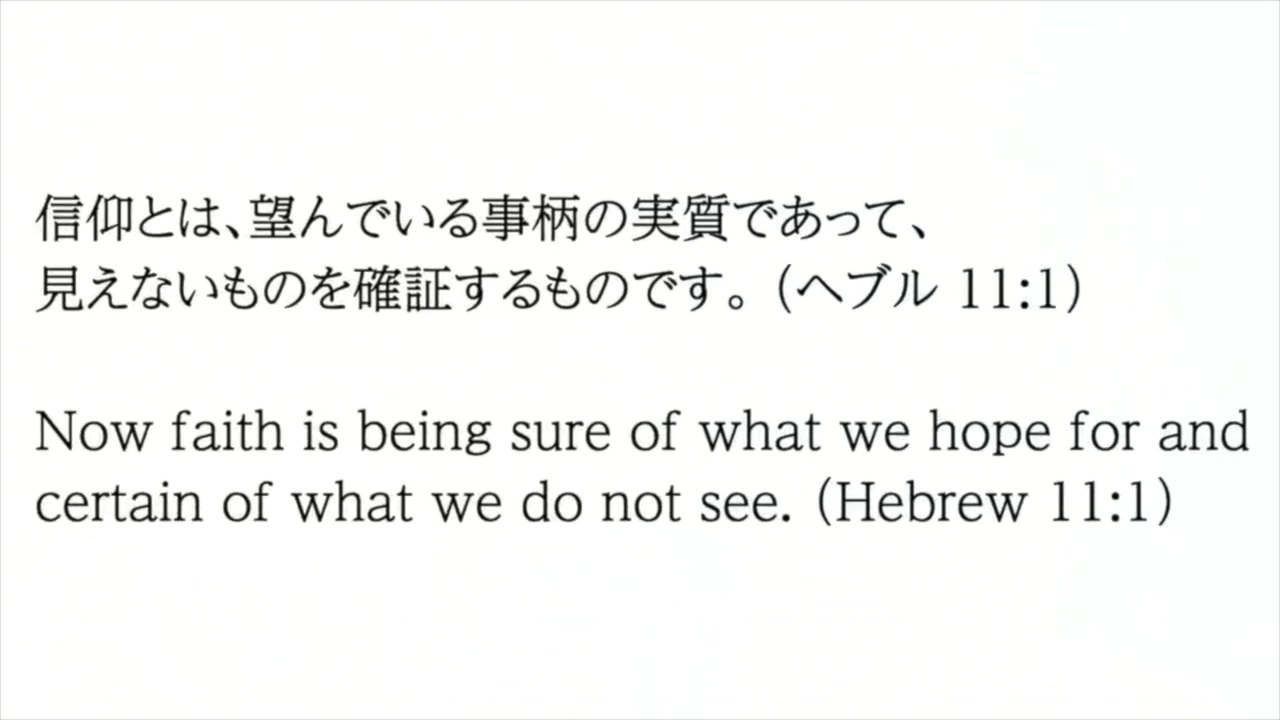 信仰とは、望んでいる事柄の実質であって、
見えないものを確証するものです。(ヘブル 11:1)
Now faith is being sure of what we hope for and
certain of what we do not see. (Hebrew 11:1)